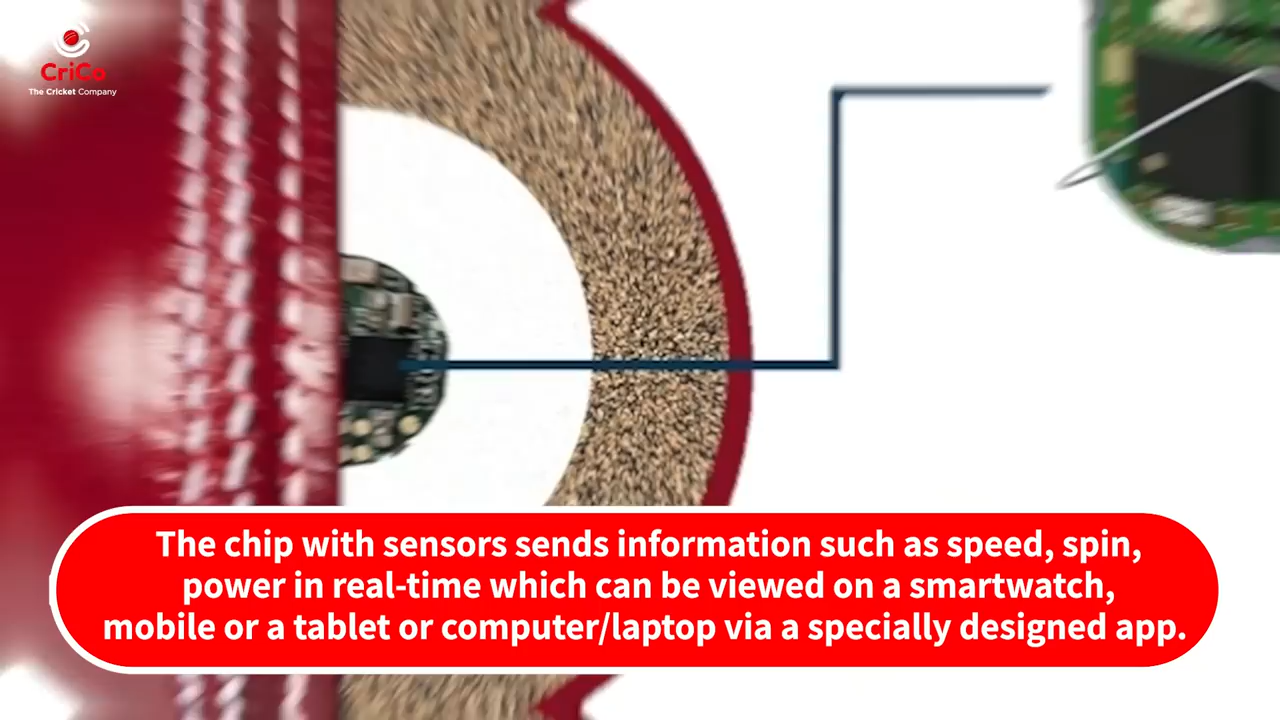 CriCo
The Cricket Company
The chip with sensors sends information such as speed, spin,
power in real-time which can be viewed on a smartwatch,
mobile or a tablet or computer/laptop via a specially designed app.